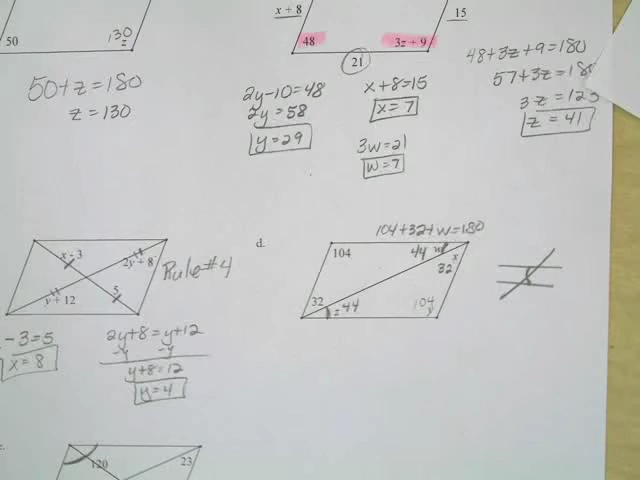 50
130
z
x + 8
15
48
3z + 9
21
50+z=180
z=130
2y-10=48
2y=58
y=29
x+8=15
x=7
3w=21
w=7
48+3z+9=180
57+3z=180
3z=123
z=41
x - 3
2y + 8
y + 12
5
Rule #4
-3=5
x=8
2y+8=y+12
-y -y
y+8=12
y=4
d.
104+32+w=180
104
44 w
x
32
32
z=44
104
y
120
23